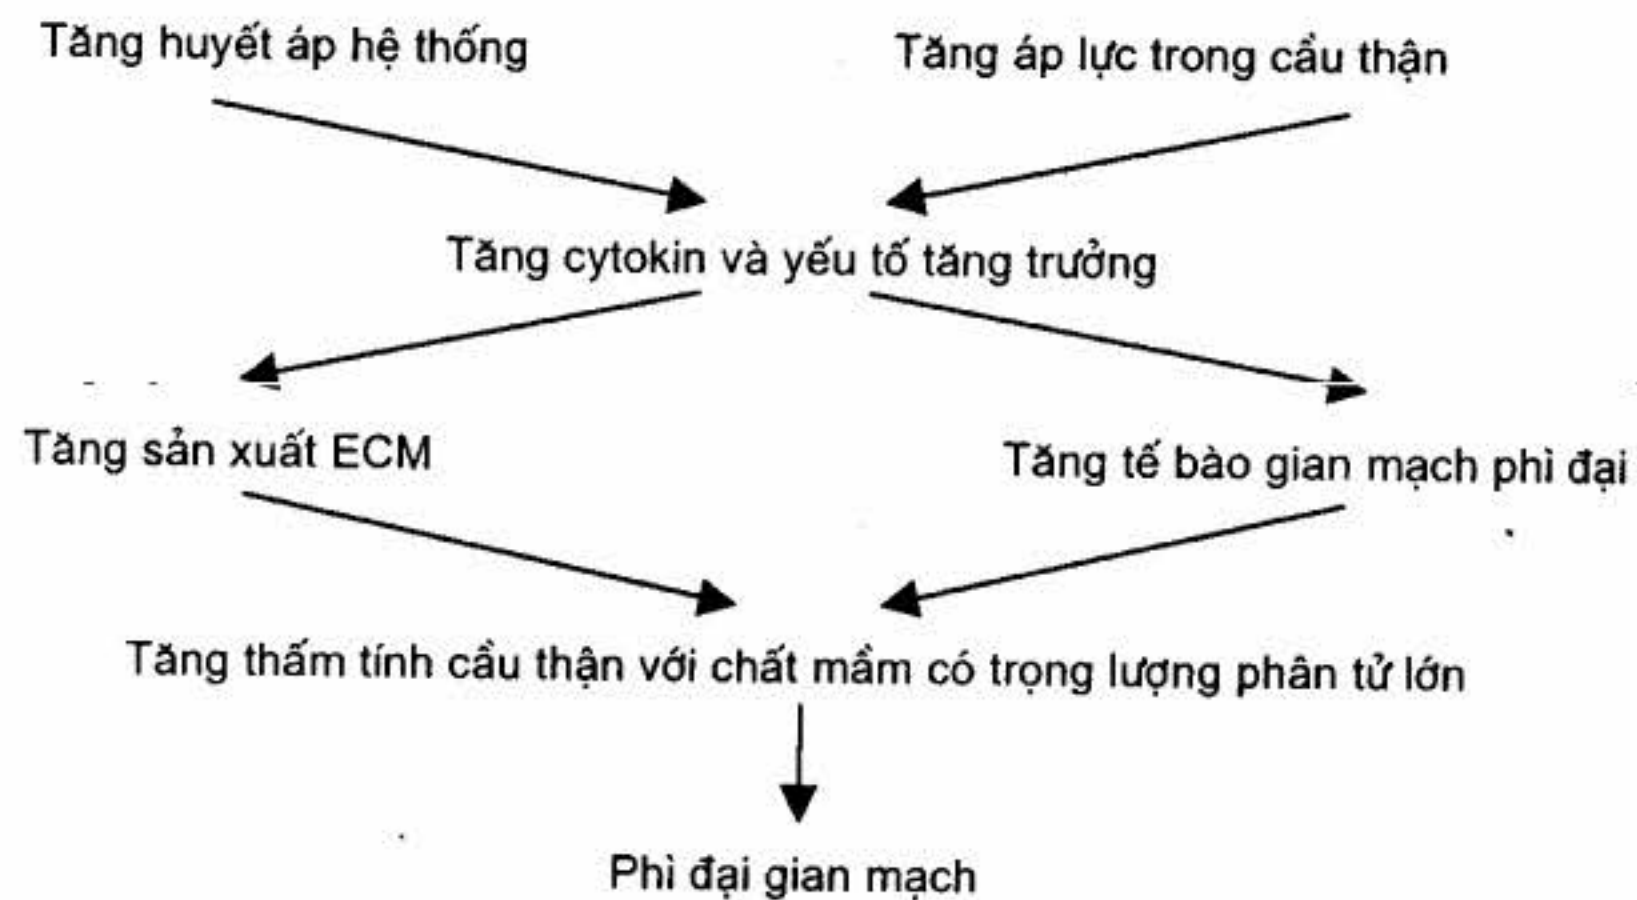 Tăng huyết áp hệ thống
Tăng áp lực trong cầu thận
Tăng cytokin và yếu tố tăng trưởng
Tăng sản xuất ECM
Tăng tế bào gian mạch phì đại
Tăng thấm tính cầu thận với chất mầm có trọng lượng phân tử lớn
Phì đại gian mạch